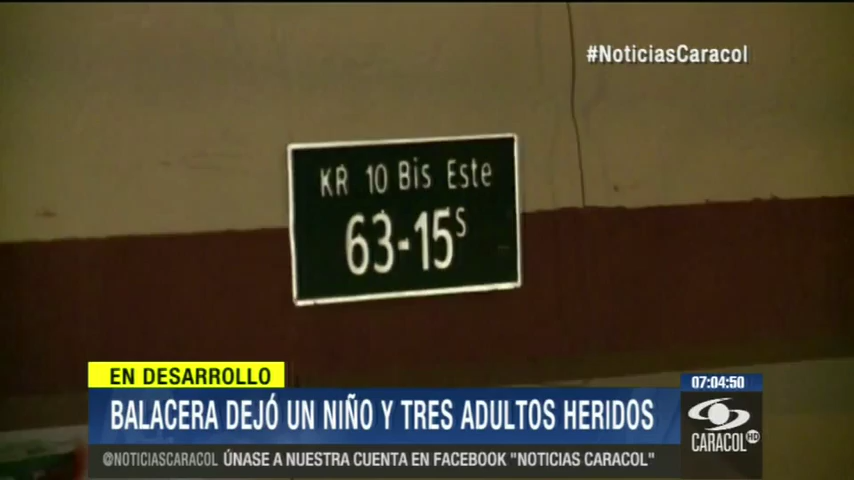 #NoticiasCaracol
KR 10 Bis Este
63-15S
EN DESARROLLO
07:04:50
BALACERA DEJÓ UN NIÑO Y TRES ADULTOS HERIDOS
CARACOL HD
@NOTICIASCARACOL ÚNASE A NUESTRA CUENTA EN FACEBOOK "NOTICIAS CARACOL"